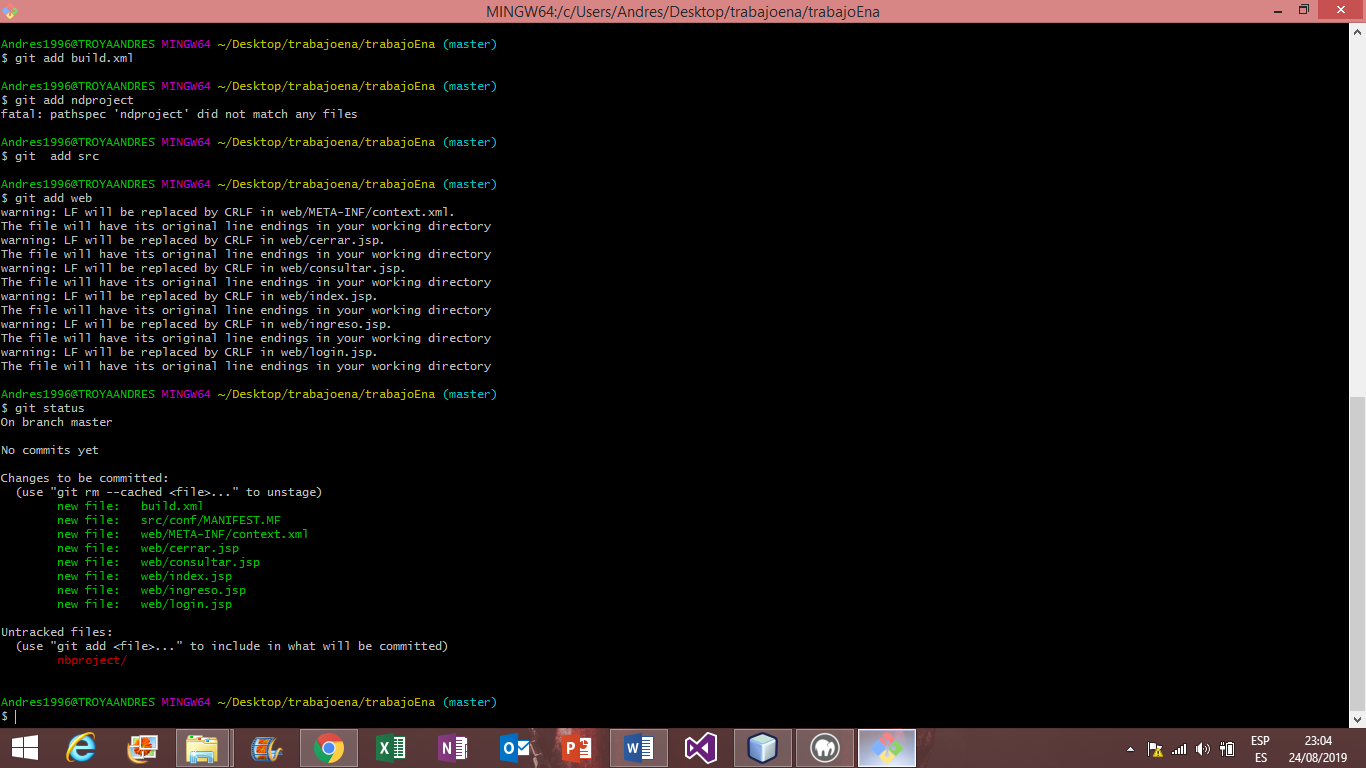 MINGW64:/c/Users/Andres/Desktop/trabajoena/trabajoEna
Andres1996@TROYAANDRES MINGW64 ~/Desktop/trabajoena/trabajoEna (master)
$ git add build.xml
Andres1996@TROYAANDRES MINGW64 ~/Desktop/trabajoena/trabajoEna (master)
$ git add ndproject
fatal: pathspec 'ndproject' did not match any files
Andres1996@TROYAANDRES MINGW64 ~/Desktop/trabajoena/trabajoEna (master)
$ git  add src
Andres1996@TROYAANDRES MINGW64 ~/Desktop/trabajoena/trabajoEna (master)
$ git add web
warning: LF will be replaced by CRLF in web/META-INF/context.xml.
The file will have its original line endings in your working directory
warning: LF will be replaced by CRLF in web/cerrar.jsp.
The file will have its original line endings in your working directory
warning: LF will be replaced by CRLF in web/consultar.jsp.
The file will have its original line endings in your working directory
warning: LF will be replaced by CRLF in web/index.jsp.
The file will have its original line endings in your working directory
warning: LF will be replaced by CRLF in web/ingreso.jsp.
The file will have its original line endings in your working directory
warning: LF will be replaced by CRLF in web/login.jsp.
The file will have its original line endings in your working directory
Andres1996@TROYAANDRES MINGW64 ~/Desktop/trabajoena/trabajoEna (master)
$ git status
On branch master
No commits yet
Changes to be committed:
(use "git rm --cached <file>..." to unstage)
new file:   build.xml
new file:   src/conf/MANIFEST.MF
new file:   web/META-INF/context.xml
new file:   web/cerrar.jsp
new file:   web/consultar.jsp
new file:   web/index.jsp
new file:   web/ingreso.jsp
new file:   web/login.jsp
Untracked files:
(use "git add <file>..." to include in what will be committed)
nbproject/
Andres1996@TROYAANDRES MINGW64 ~/Desktop/trabajoena/trabajoEna (master)
$
ESP 23:04
ES 24/08/2019